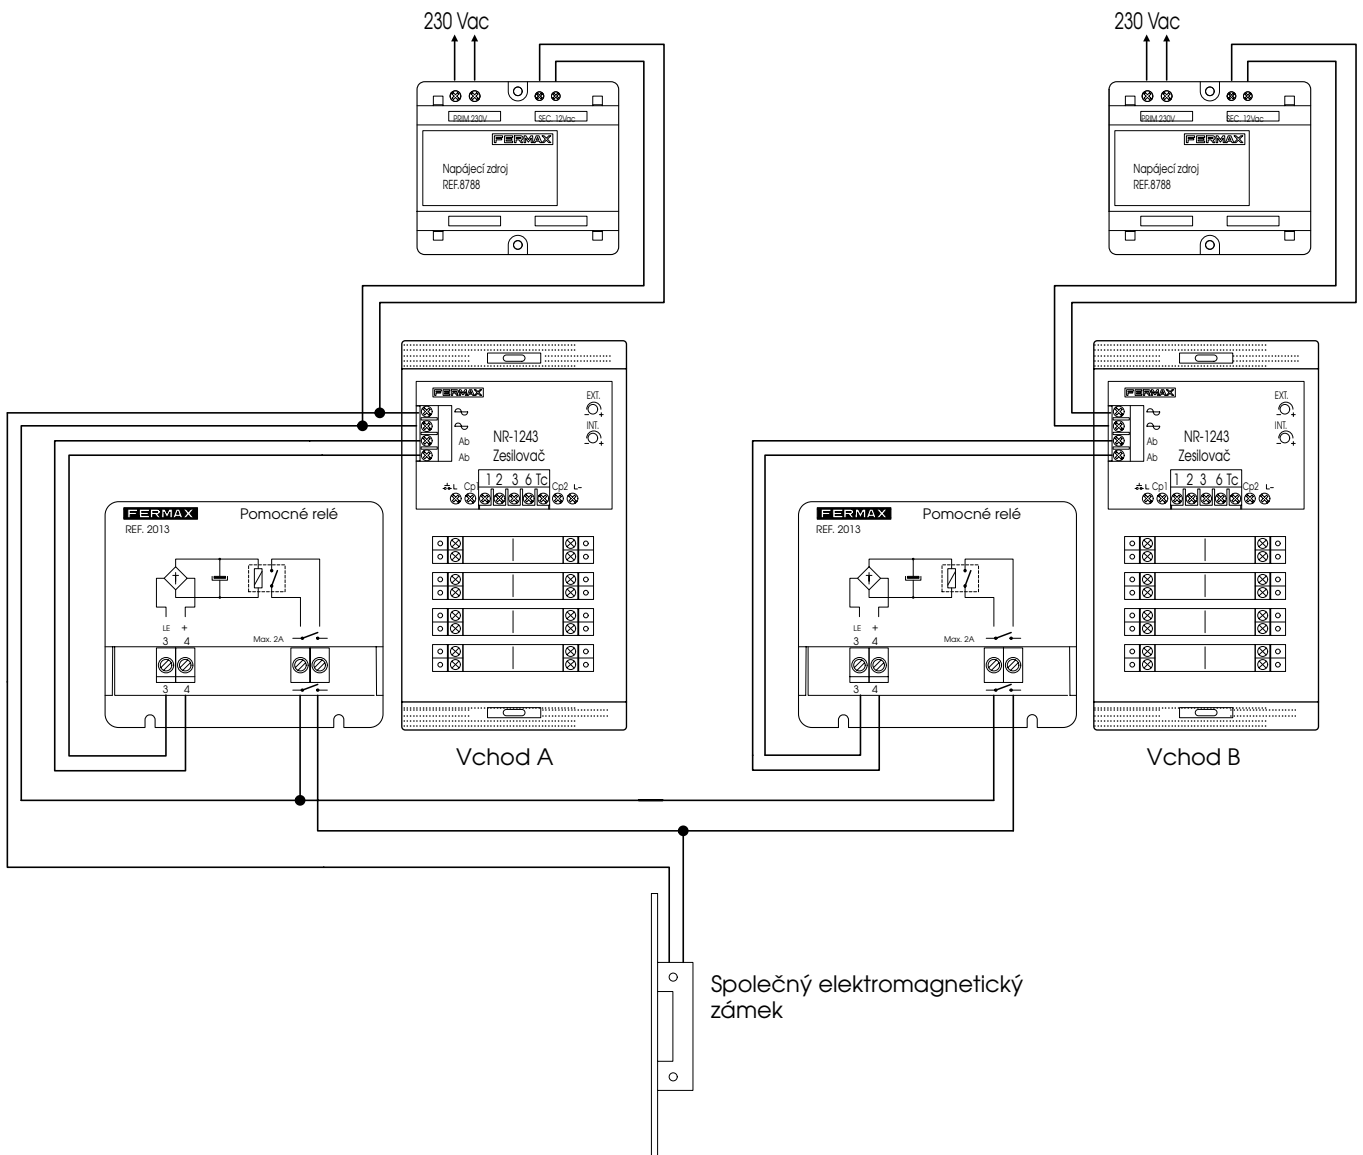 230 Vac
PRIM 230V
SEC. 12Vac
FERMAX
Napájecí zdroj
REF.8788
FERMAX
EXT.
- +
INT.
- +
Ab
Ab
NR-1243
Zesilovač
L Cp1 1 2 3 6 Tc Cp2 L-
FERMAX
Pomocné relé
REF. 2013
LE +
3 4
Max. 2A
3 4
Vchod A
230 Vac
PRIM 230V
SEC. 12Vac
FERMAX
Napájecí zdroj
REF.8788
FERMAX
EXT.
- +
INT.
- +
Ab
Ab
NR-1243
Zesilovač
L Cp1 1 2 3 6 Tc Cp2 L-
FERMAX
Pomocné relé
REF. 2013
LE +
3 4
Max. 2A
3 4
Vchod B
Společný elektromagnetický
zámek